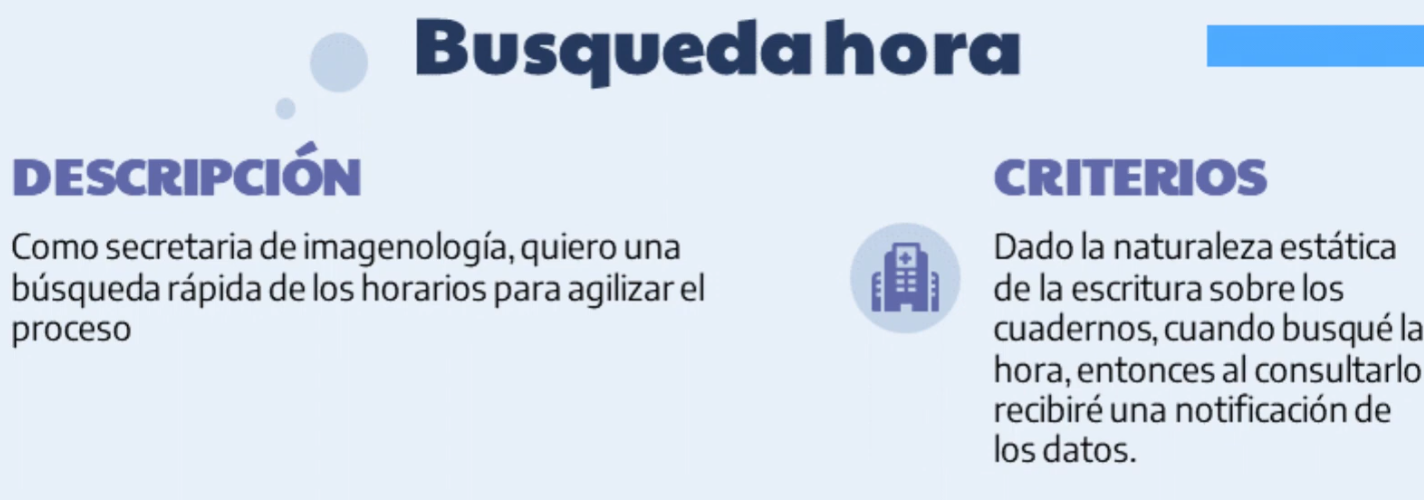 Busqueda hora
DESCRIPCIÓN
Como secretaria de imagenología, quiero una
búsqueda rápida de los horarios para agilizar el
proceso
CRITERIOS
Dado la naturaleza estática
de la escritura sobre los
cuadernos, cuando busqué la
hora, entonces al consultarlo
recibiré una notificación de
los datos.